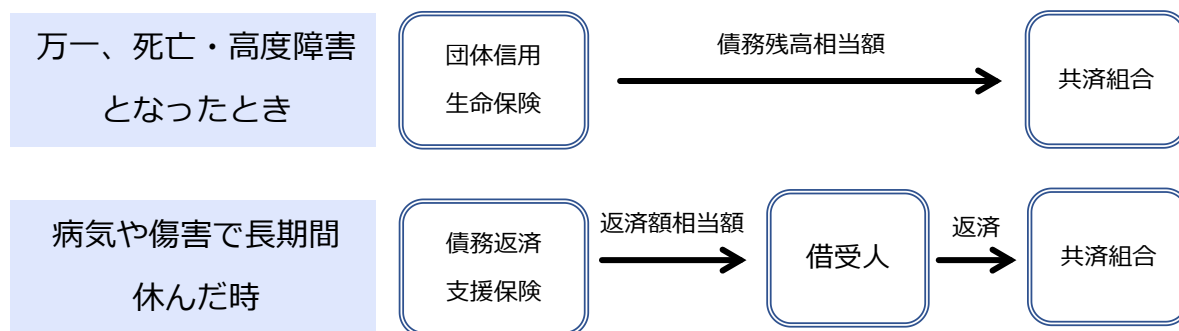 万一、死亡・高度障害
となったとき
団体信用
生命保険
債務残高相当額
共済組合
病気や傷害で長期間
休んだ時
債務返済
支援保険
返済額相当額
借受人
返済
共済組合